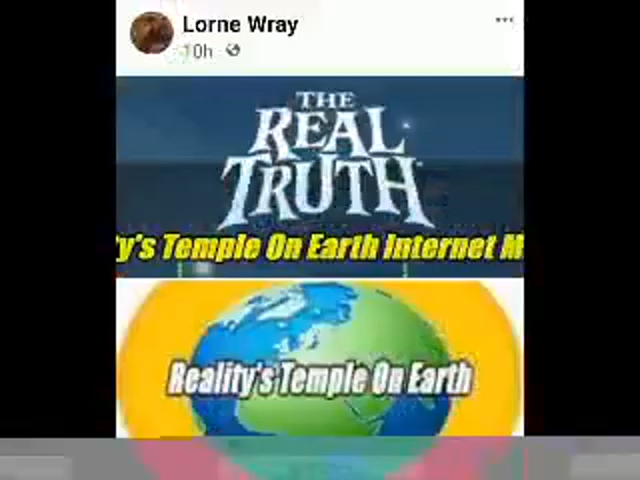 Lorne Wray
10h
THE
REAL
TRUTH
y's Temple On Earth Internet M
Reality's Temple On Earth